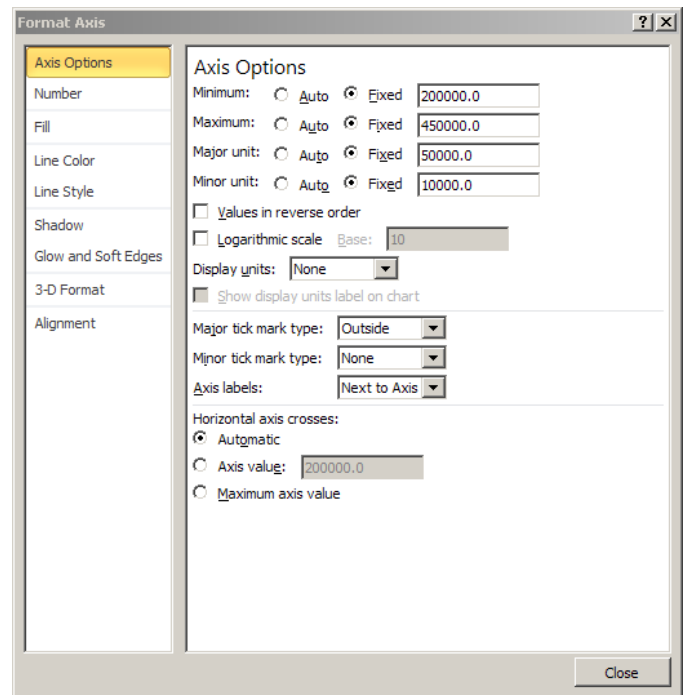 Format Axis
Axis Options
Number
Fill
Line Color
Line Style
Shadow
Glow and Soft Edges
3-D Format
Alignment
Axis Options
Minimum: Auto Fixed 200000.0
Maximum: Auto Fixed 450000.0
Major unit: Auto Fixed 50000.0
Minor unit: Auto Fixed 10000.0
Values in reverse order
Logarithmic scale Base: 10
Display units: None
Show display units label on chart
Major tick mark type: Outside
Minor tick mark type: None
Axis labels: Next to Axis
Horizontal axis crosses:
Automatic
Axis value: 200000.0
Maximum axis value
Close